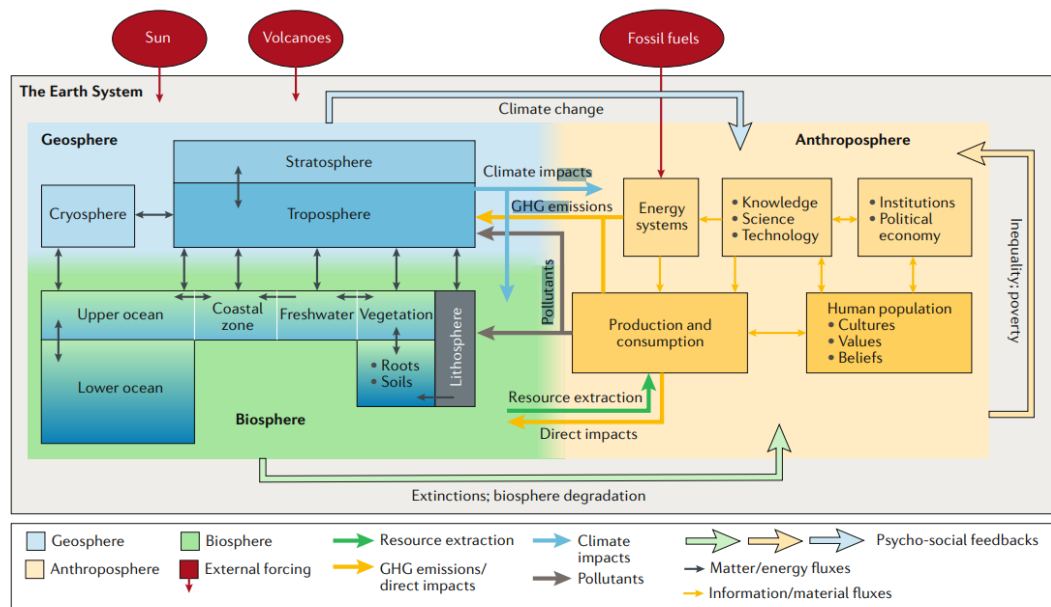 Sun
Volcanoes
Fossil fuels
The Earth System
Climate change
Geosphere
Anthroposphere
Stratosphere
Troposphere
Cryosphere
Climate impacts
GHG emissions
Pollutants
Energy
systems
• Knowledge
• Science
• Technology
• Institutions
• Political
economy
Inequality; poverty
Upper ocean
Coastal
zone
Freshwater
Vegetation
Lithosphere
Lower ocean
• Roots
• Soils
Production and
consumption
Human population
• Cultures
• Values
• Beliefs
Resource extraction
Direct impacts
Biosphere
Extinctions; biosphere degradation
Geosphere
Anthroposphere
Biosphere
External forcing
Resource extraction
GHG emissions/
direct impacts
Climate
impacts
Pollutants
Psycho-social feedbacks
Matter/energy fluxes
Information/material fluxes